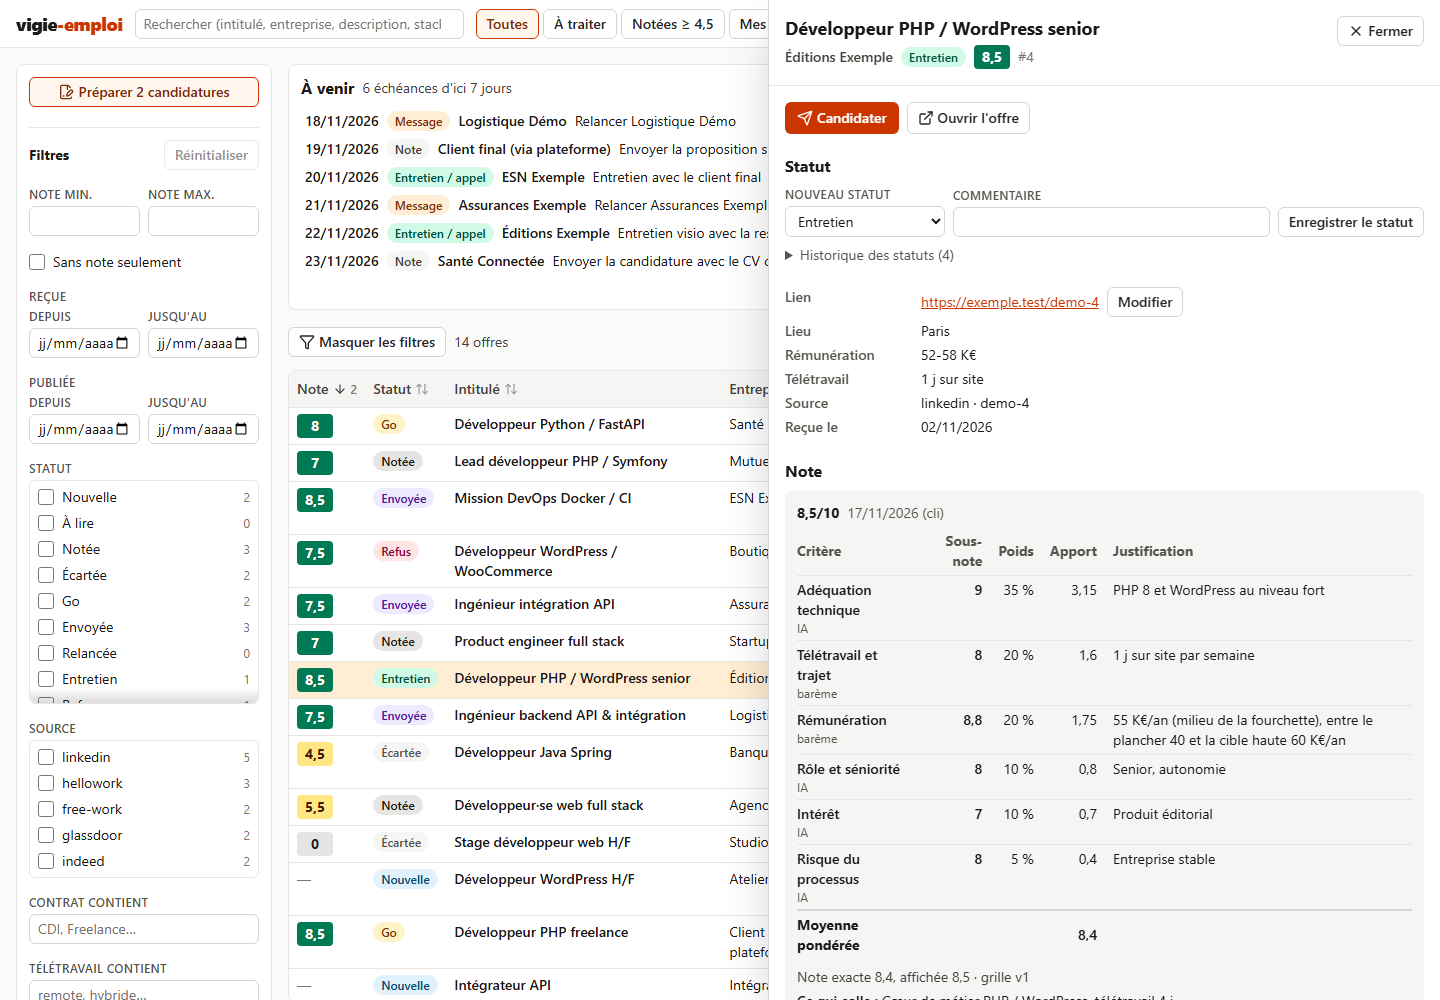 vigie-emploi
Rechercher (intitulé, entreprise, description, stacl
Toutes
À traiter
Notées ≥ 4,5
Mes
Préparer 2 candidatures
Filtres
Réinitialiser
NOTE MIN.
NOTE MAX.
Sans note seulement
REÇUE
DEPUIS
JUSQU'AU
jj/mm/aaaa
jj/mm/aaaa
PUBLIÉE
DEPUIS
JUSQU'AU
jj/mm/aaaa
jj/mm/aaaa
STATUT
Nouvelle 2
À lire 0
Notée 3
Écartée 2
Go 2
Envoyée 3
Relancée 0
Entretien 1
SOURCE
linkedin 5
hellowork 3
free-work 2
glassdoor 2
indeed 2
CONTRAT CONTIENT
CDI, Freelance...
TÉLÉTRAVAIL CONTIENT
remote, hybride...
À venir 6 échéances d'ici 7 jours
18/11/2026 Message Logistique Démo Relancer Logistique Démo
19/11/2026 Note Client final (via plateforme) Envoyer la proposition s
20/11/2026 Entretien / appel ESN Exemple Entretien avec le client final
21/11/2026 Message Assurances Exemple Relancer Assurances Exempl
22/11/2026 Entretien / appel Éditions Exemple Entretien visio avec la res
23/11/2026 Note Santé Connectée Envoyer la candidature avec le CV
Masquer les filtres
14 offres
Note 2 Statut Intitulé Entrep
8 Go Développeur Python / FastAPI Santé
7 Notée Lead développeur PHP / Symfony Mutue
8,5 Envoyée Mission DevOps Docker / CI ESN Ex
7,5 Refus Développeur WordPress / Boutiq
WooCommerce
7,5 Envoyée Ingénieur intégration API Assura
7 Notée Product engineer full stack Startup
8,5 Entretien Développeur PHP / WordPress senior Édition
7,5 Envoyée Ingénieur backend API & intégration Logisti
4,5 Écartée Développeur Java Spring Banqu
5,5 Notée Développeur·se web full stack Agenc
0 Écartée Stage développeur web H/F Studio
— Nouvelle Développeur WordPress H/F Atelier
8,5 Go Développeur PHP freelance Client
platefo
— Nouvelle Intégrateur API Intégra
Développeur PHP / WordPress senior
Fermer
Éditions Exemple Entretien 8,5 #4
Candidater
Ouvrir l'offre
Statut
NOUVEAU STATUT
COMMENTAIRE
Entretien
Enregistrer le statut
Historique des statuts (4)
Lien https://exemple.test/demo-4 Modifier
Lieu Paris
Rémunération 52-58 K€
Télétravail 1 j sur site
Source linkedin · demo-4
Reçue le 02/11/2026
Note
8,5/10 17/11/2026 (cli)
Critère Sous-note Poids Apport Justification
Adéquation technique 9 35 % 3,15 PHP 8 et WordPress au niveau fort
IA
Télétravail et trajet 8 20 % 1,6 1 j sur site par semaine
barème
Rémunération 8,8 20 % 1,75 55 K€/an (milieu de la fourchette), entre le
barème plancher 40 et la cible haute 60 K€/an
Rôle et séniorité 8 10 % 0,8 Senior, autonomie
IA
Intérêt 7 10 % 0,7 Produit éditorial
IA
Risque du processus 8 5 % 0,4 Entreprise stable
IA
Moyenne pondérée 8,4
Note exacte 8,4, affichée 8,5 · grille v1